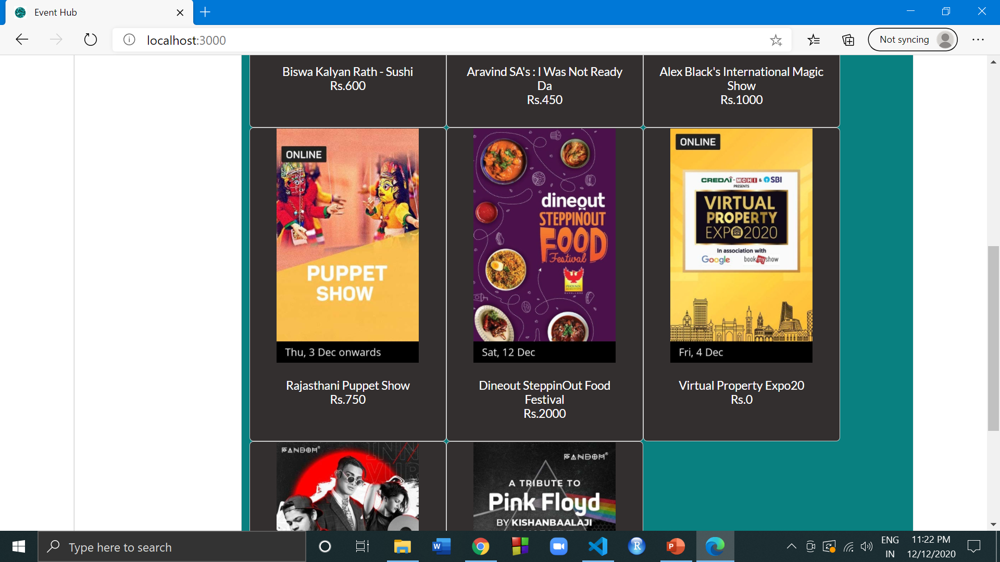 Event Hub
localhost:3000
Not syncing
Biswa Kalyan Rath - Sushi
Rs.600
Aravind SA's : I Was Not Ready
Da
Rs.450
Alex Black's International Magic
Show
Rs.1000
ONLINE
PUPPET
SHOW
Thu, 3 Dec onwards
Rajasthani Puppet Show
Rs.750
dineout
STEPPINOUT
FOOD
Festival
PHOENIX
MARKETCITY
BANGALORE
Sat, 12 Dec
Dineout SteppinOut Food
Festival
Rs.2000
ONLINE
CREDAI-MCHI & SBI
PRESENTS
VIRTUAL
PROPERTY
EXPO2020
In association with
Google bookmyshow
Fri, 4 Dec
Virtual Property Expo20
Rs.0
FANDOM®
FANDOM®
A TRIBUTE TO
Pink Floyd
BY KISHANBAALAJI
Type here to search
ENG
IN
11:22 PM
12/12/2020